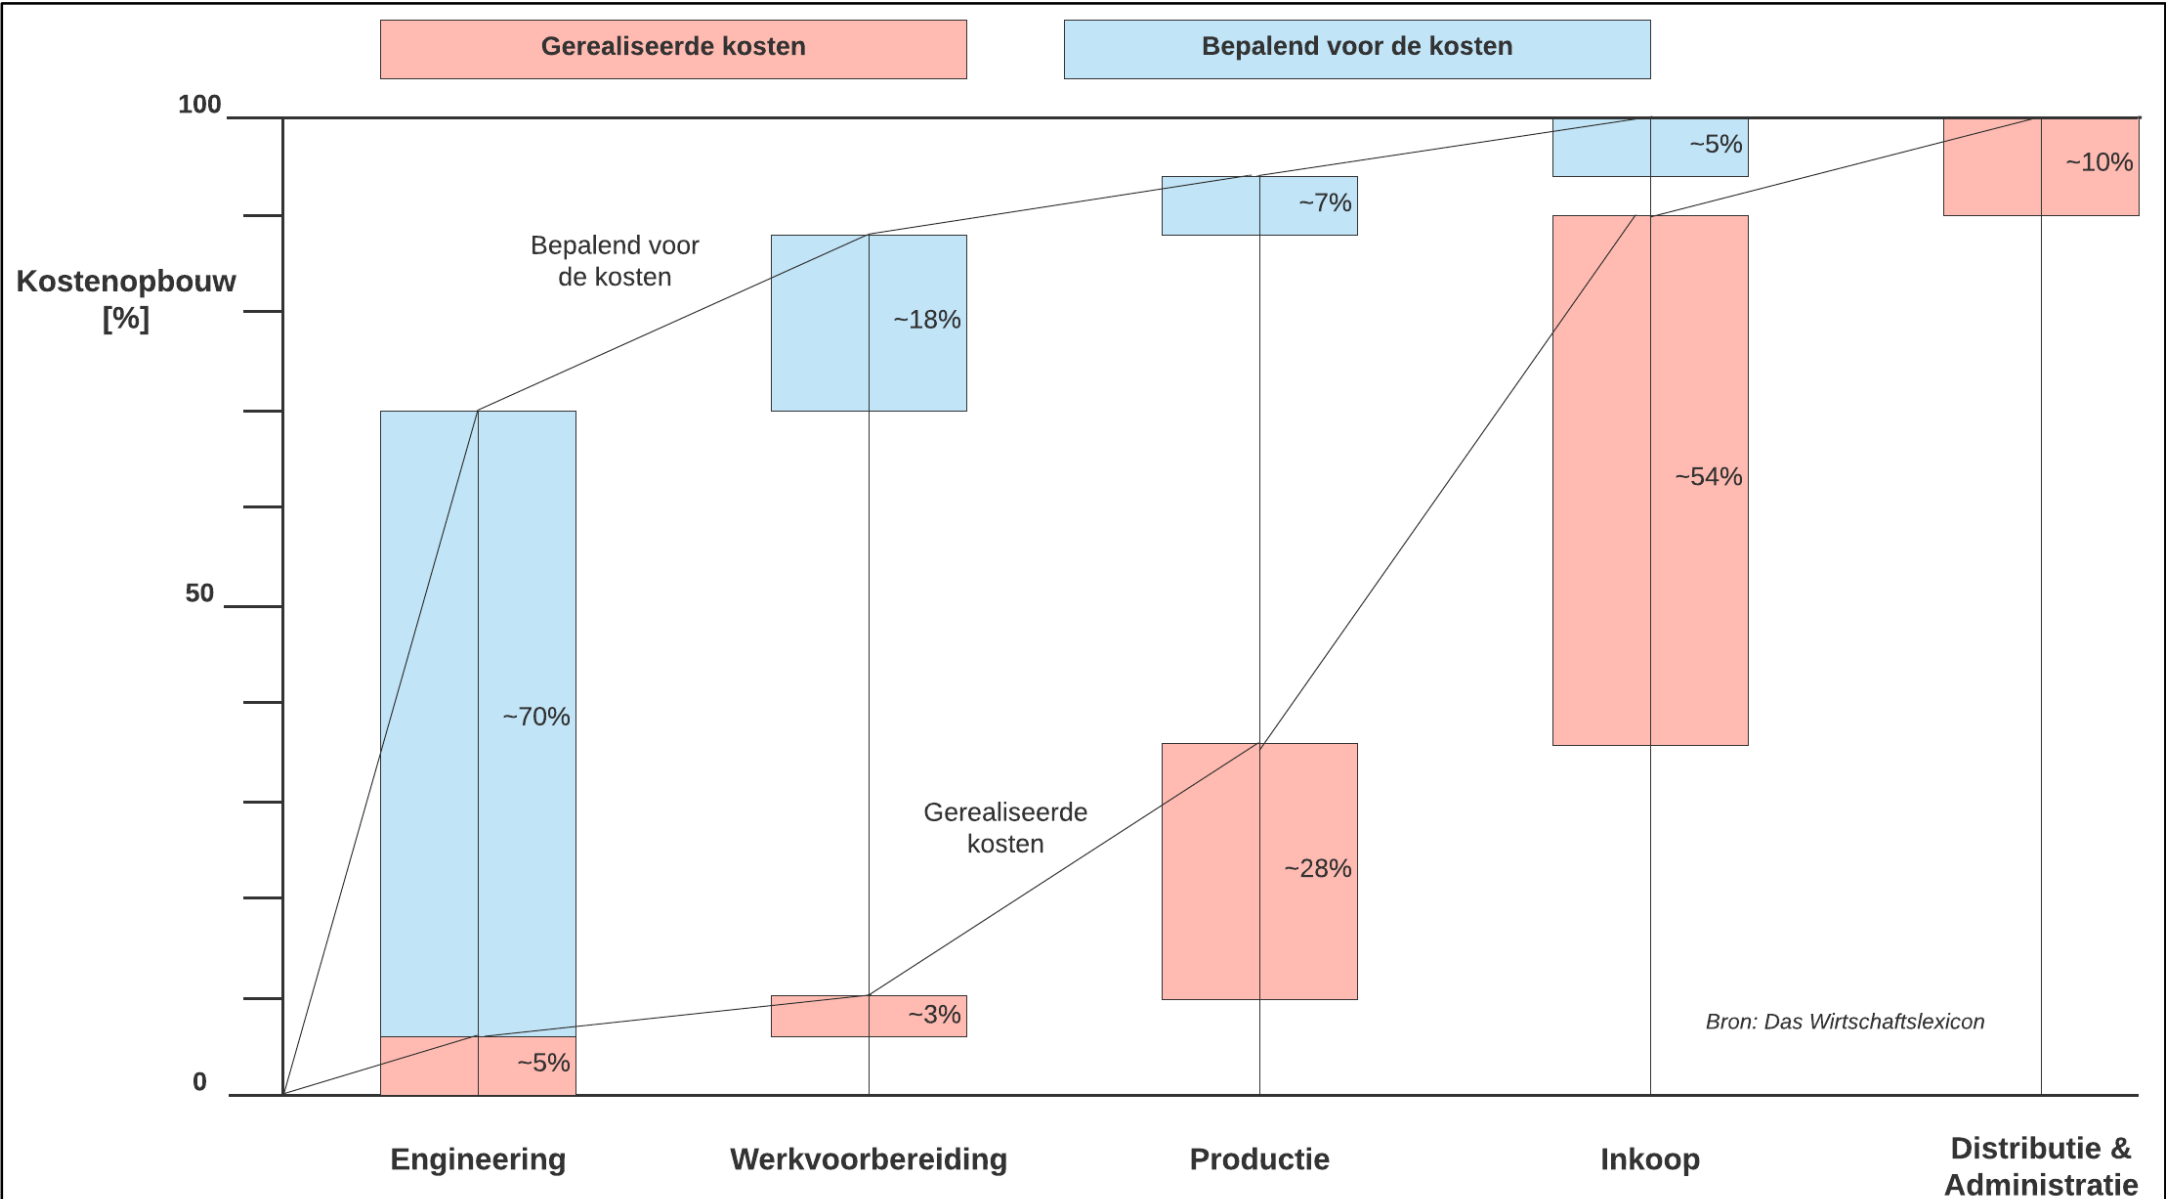 Gerealiseerde kosten
Bepalend voor de kosten
100
~5%
~10%
~7%
Bepalend voor
de kosten
Kostenopbouw
[%]
~18%
~54%
50
~70%
Gerealiseerde
kosten
~28%
~3%
Bron: Das Wirtschaftslexicon
~5%
0
Engineering
Werkvoorbereiding
Productie
Inkoop
Distributie &
Administratie